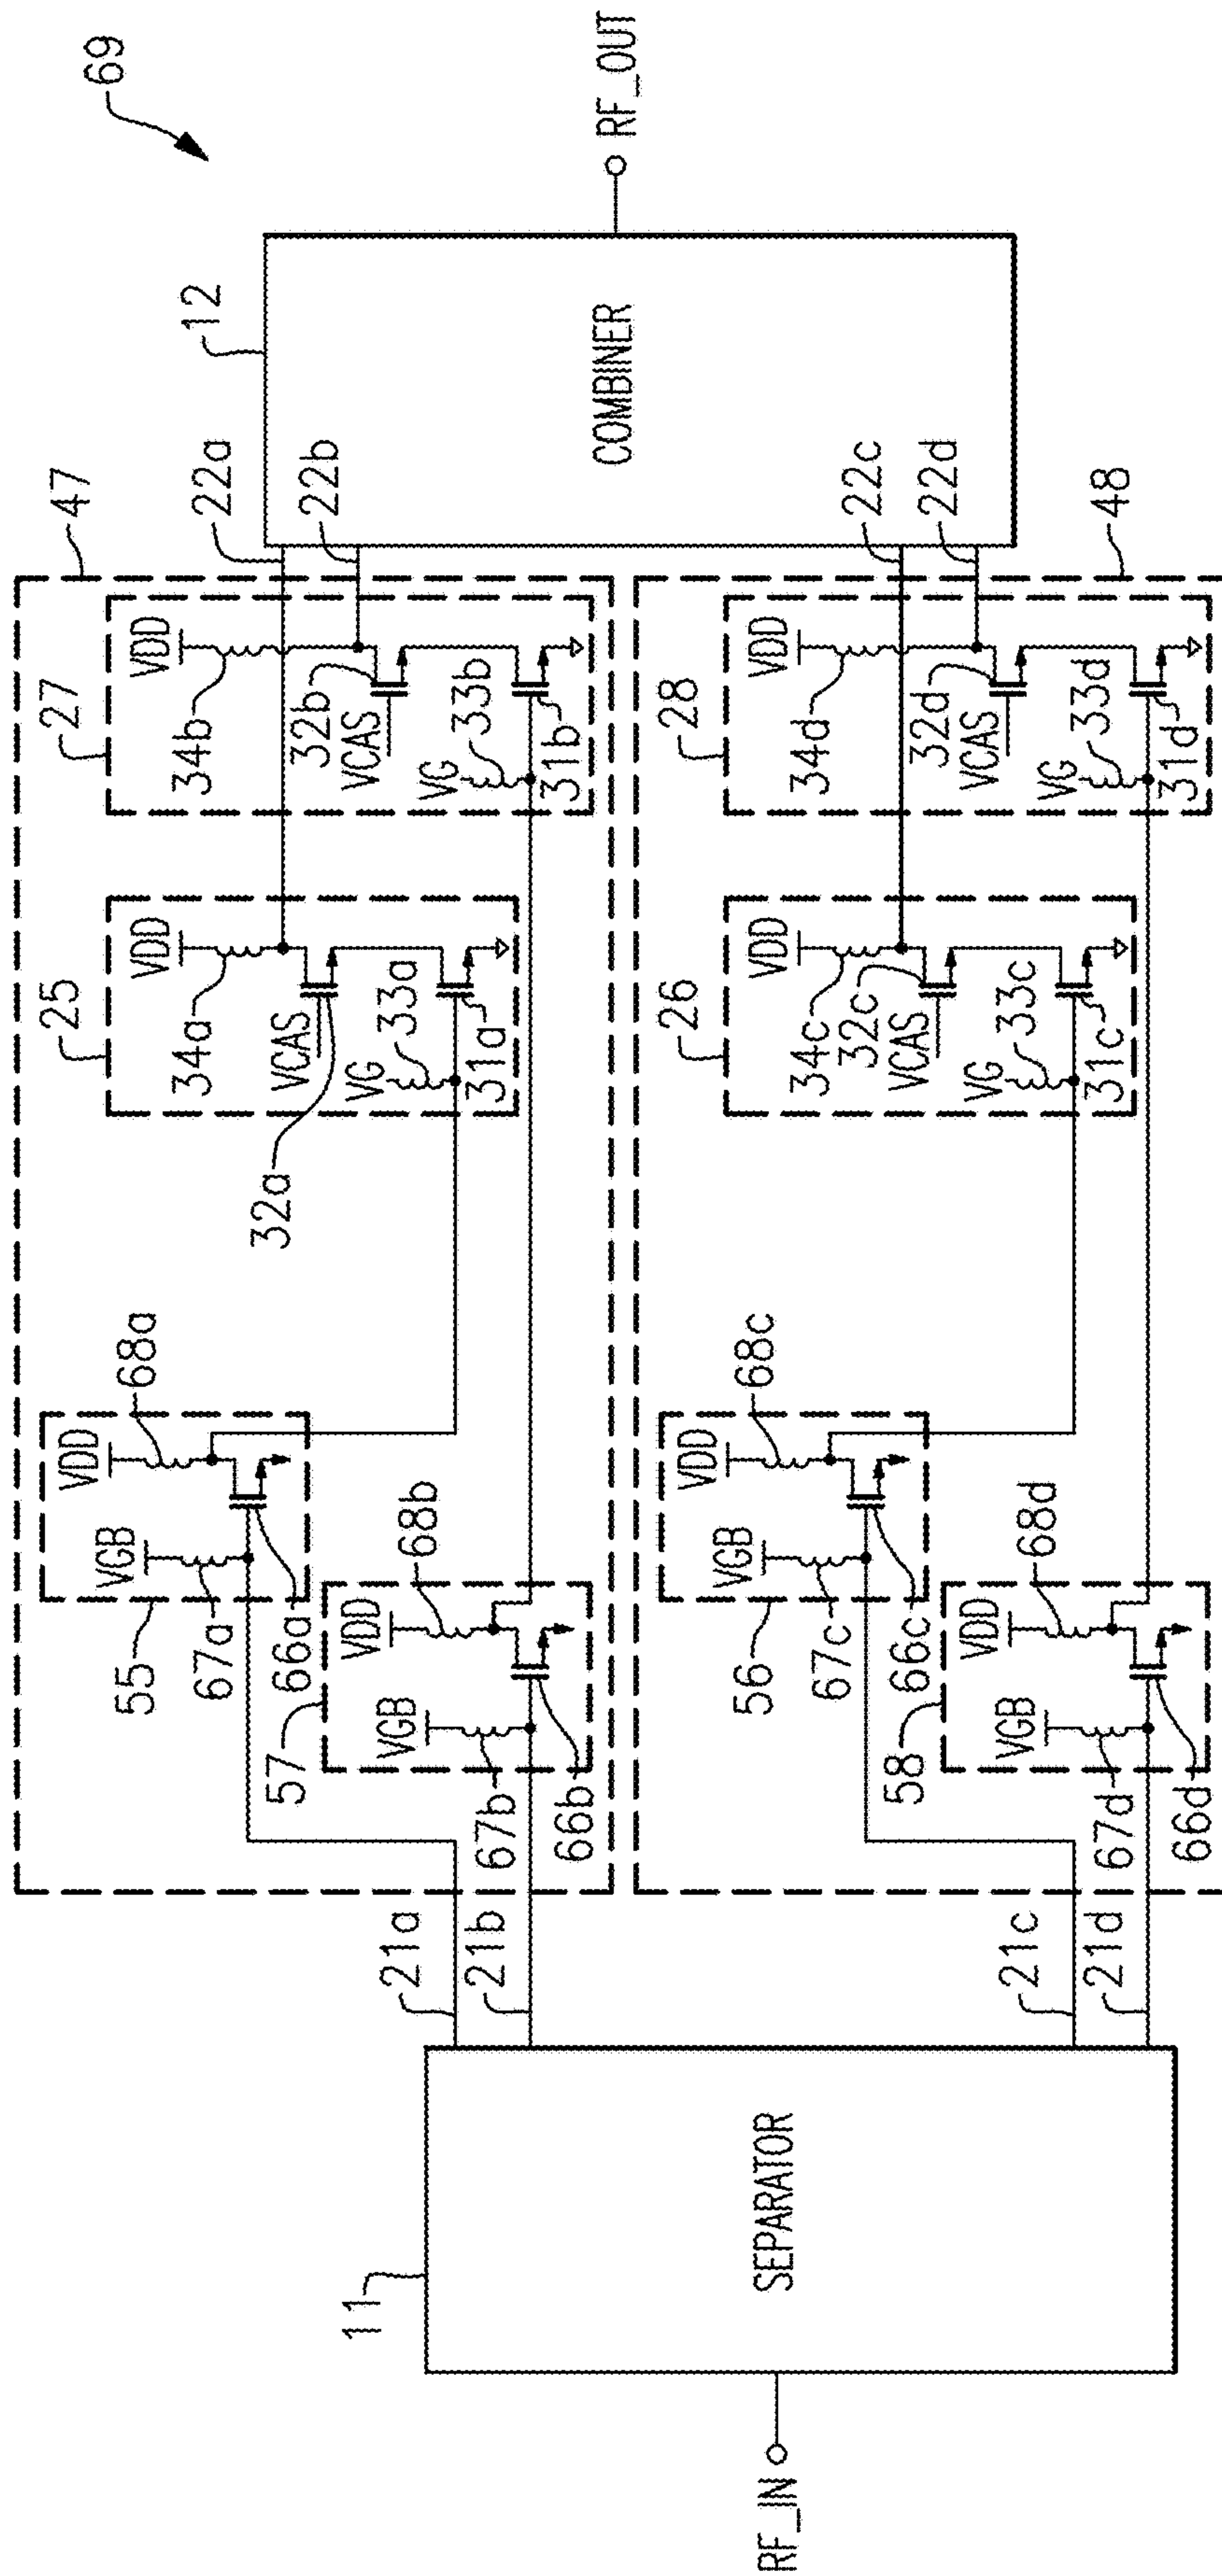 69
RF_IN
11
SEPARATOR
21a
21b
21c
21d
47
55
VGB
67a
VDD
68a
66a
57
VGB
67b
VDD
68b
66b
25
VDD
34a
VCAS
32a
VG
33a
31a
27
VDD
34b
32b
VCAS
VG
33b
31b
48
56
VGB
67c
VDD
68c
66c
58
VGB
67d
VDD
68d
66d
26
VDD
34c
32c
VCAS
VG
33c
31c
28
VDD
34d
32d
VCAS
VG
33d
31d
22a
22b
22c
22d
12
COMBINER
RF_OUT